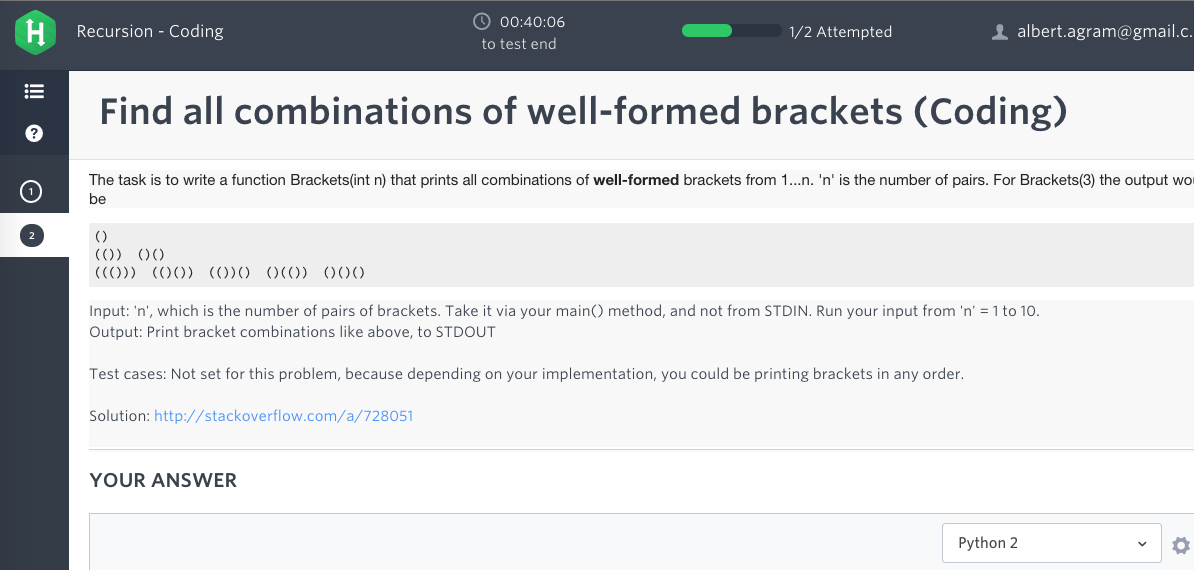 Recursion - Coding
00:40:06
to test end
1/2 Attempted
albert.agram@gmail.c.
Find all combinations of well-formed brackets (Coding)
The task is to write a function Brackets(int n) that prints all combinations of well-formed brackets from 1...n. 'n' is the number of pairs. For Brackets(3) the output wou
be
()
(()) ()()
((())) (()()) (())() ()(()) ()()()
Input: 'n', which is the number of pairs of brackets. Take it via your main() method, and not from STDIN. Run your input from 'n' = 1 to 10.
Output: Print bracket combinations like above, to STDOUT
Test cases: Not set for this problem, because depending on your implementation, you could be printing brackets in any order.
Solution: http://stackoverflow.com/a/728051
YOUR ANSWER
Python 2
H
?
1
2